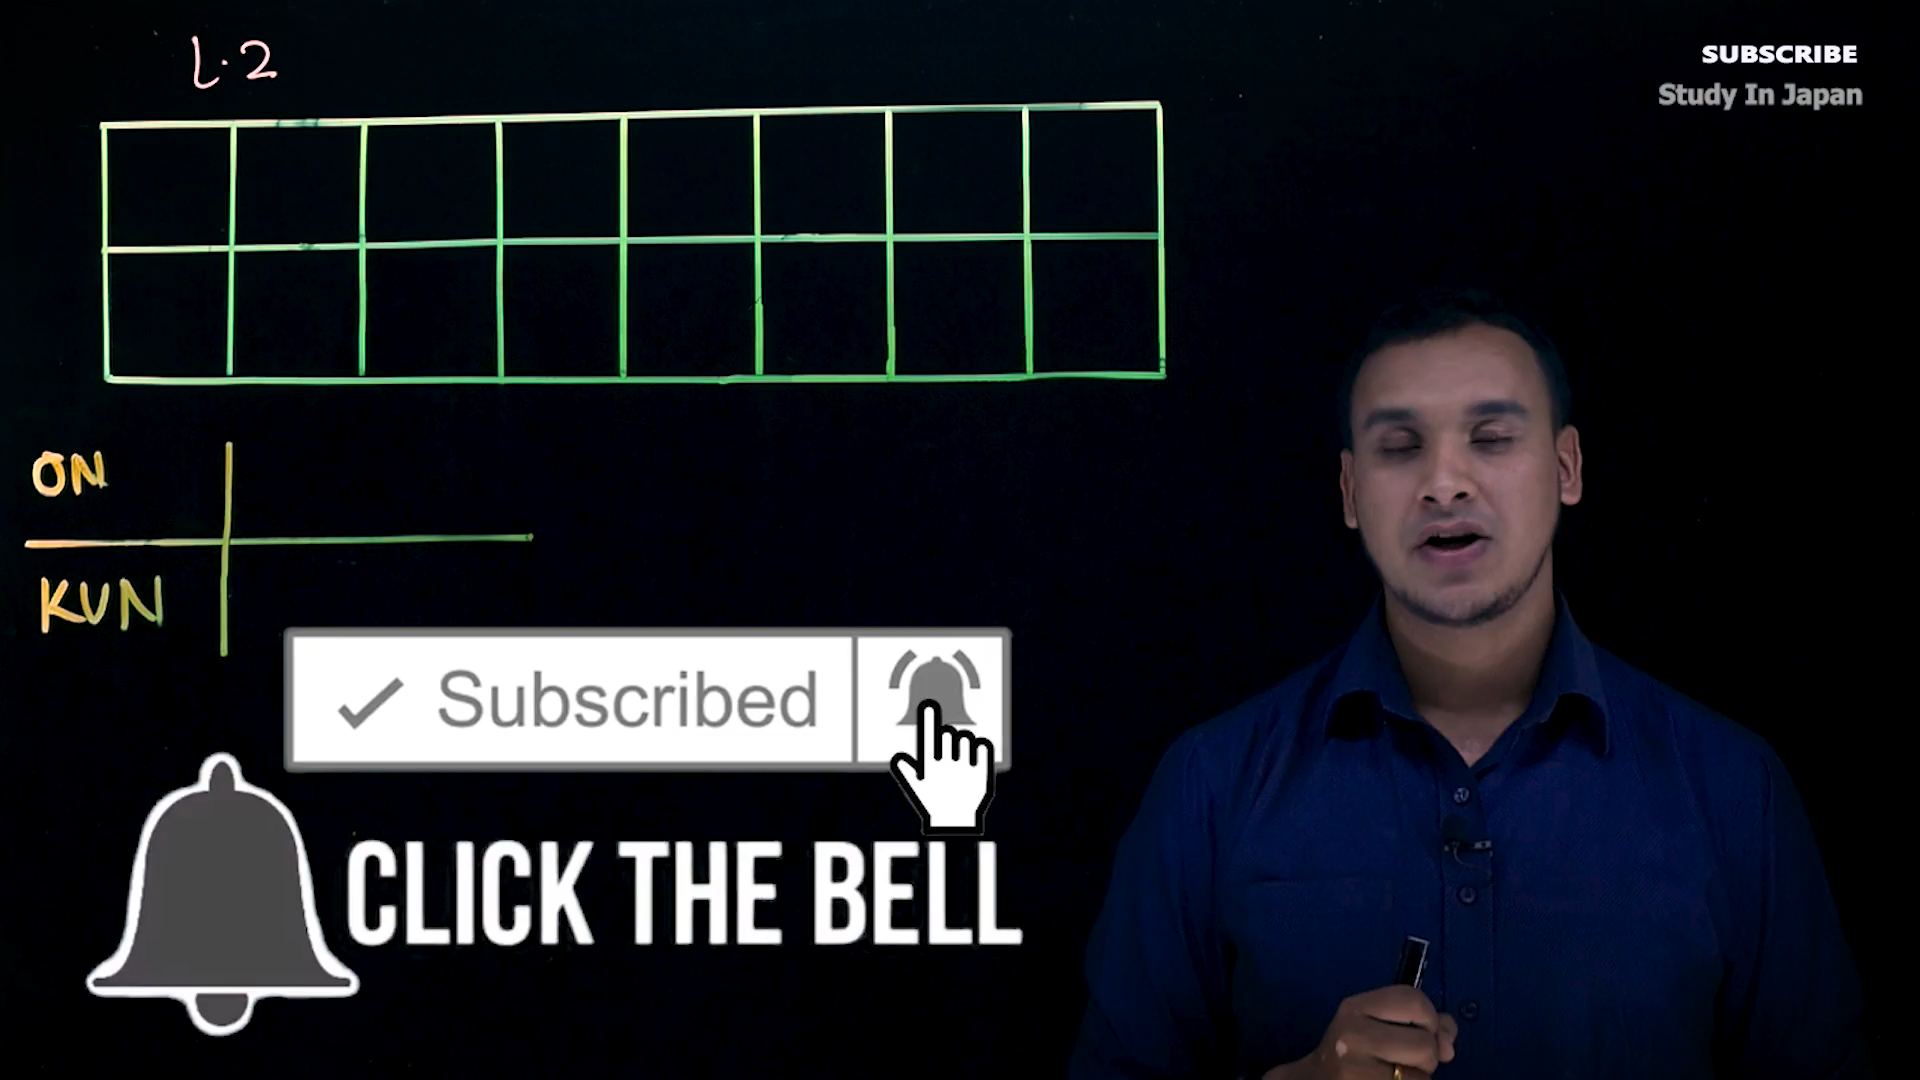 L.2
SUBSCRIBE
Study In Japan
ON
KUN
Subscribed
CLICK THE BELL